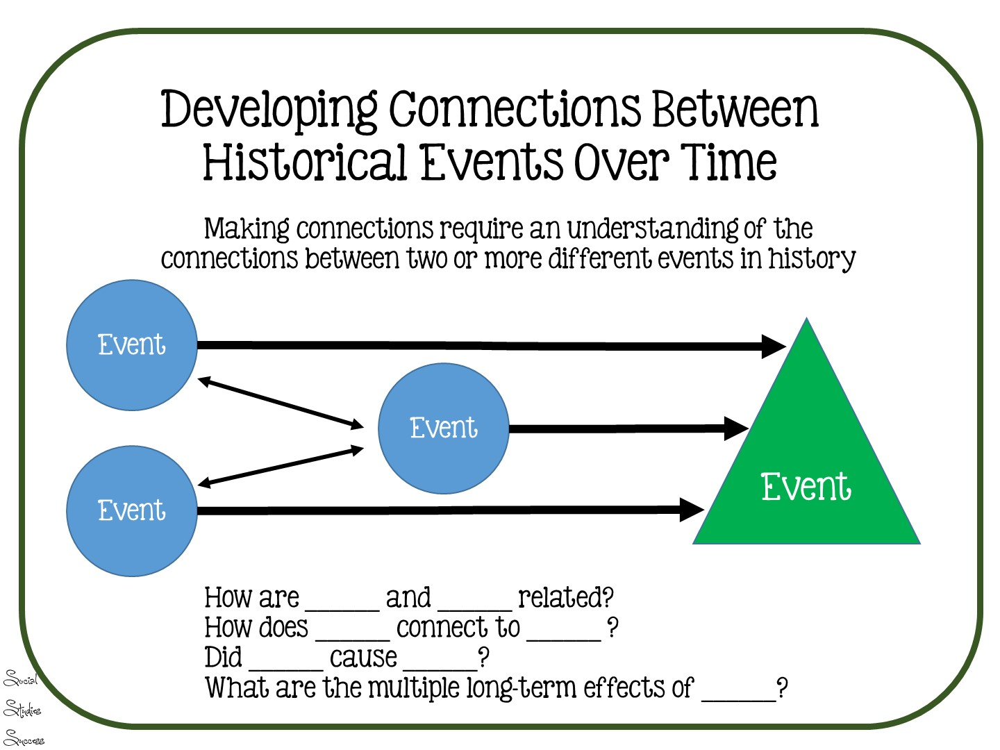 Developing Connections Between
Historical Events Over Time
Making connections require an understanding of the
connections between two or more different events in history
Event
Event
Event
Event
How are ______ and ______ related?
How does ______ connect to ______ ?
Did ______ cause ______?
What are the multiple long-term effects of ______?
Social
Studies
Success